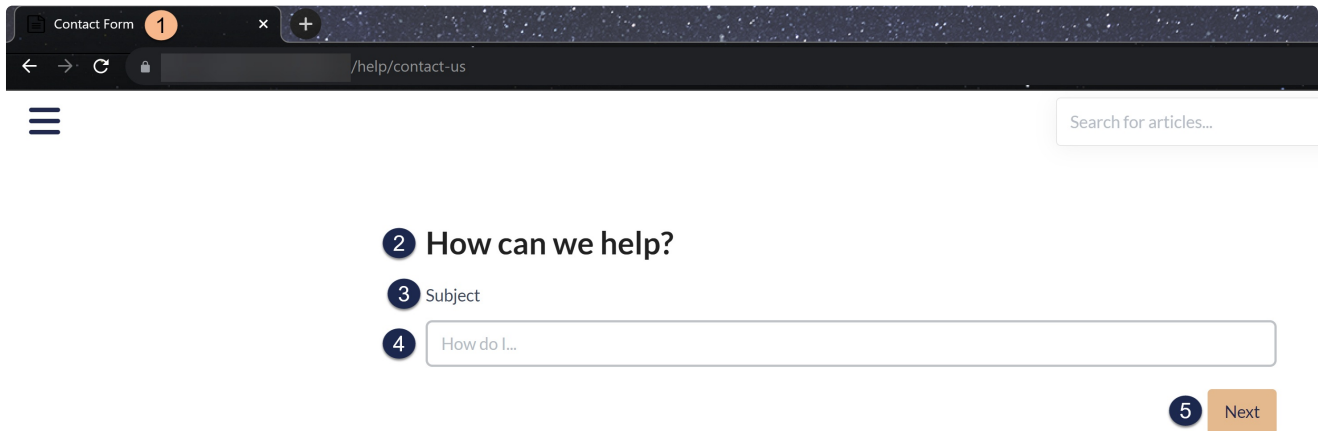 Contact Form 1
/help/contact-us
Search for articles...
2 How can we help?
3 Subject
4 How do I...
5 Next